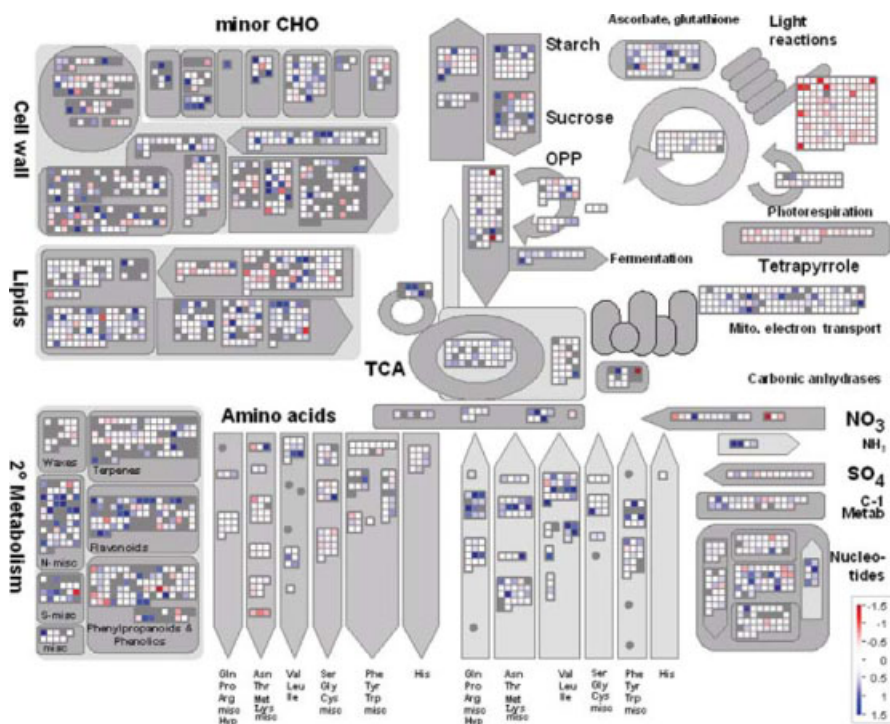 minor CHO
Cell wall
Lipids
2° Metabolism
Starch
Sucrose
OPP
Fermentation
TCA
Amino acids
Ascorbate, glutathione
Light
reactions
Photorespiration
Tetrapyrrole
Mito. electron transport
Carbonic anhydrases
NO3
NH3
SO4
C-1
Metab
Nucleo-
tides
Waxes
Terpenes
N-misc
Flavonoids
S-misc
Phenylpropanoids &
Phenolics
misc
Gln
Pro
Arg
misc
Hyp
Asn
Thr
Met
Lys
misc
Val
Leu
Ile
Ser
Gly
Cys
misc
Phe
Tyr
Trp
misc
His
Gln
Pro
Arg
misc
Hyp
Asn
Thr
Met
Lys
misc
Val
Leu
Ile
Ser
Gly
Cys
misc
Phe
Tyr
Trp
misc
His
-1.5
-1
0.5
0
0.5
1
1.5